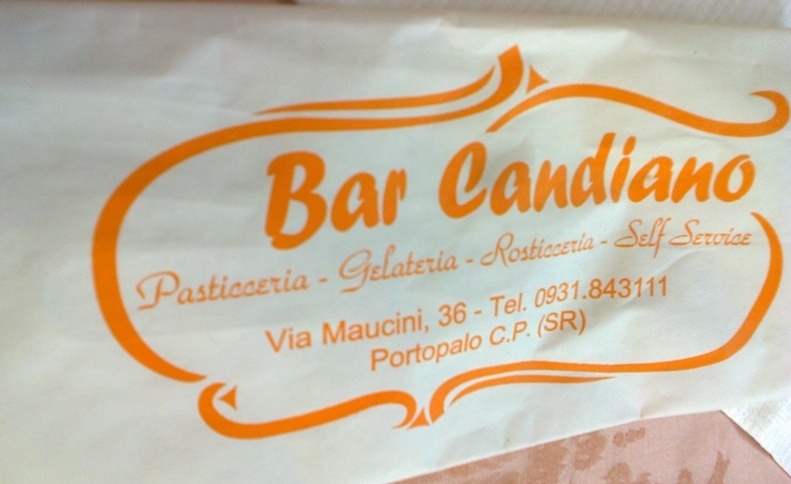 Bar Candiano
Pasticceria - Gelateria - Rosticceria - Self Service
Via Maucini, 36 - Tel. 0931.843111
Portopalo C.P. (SR)